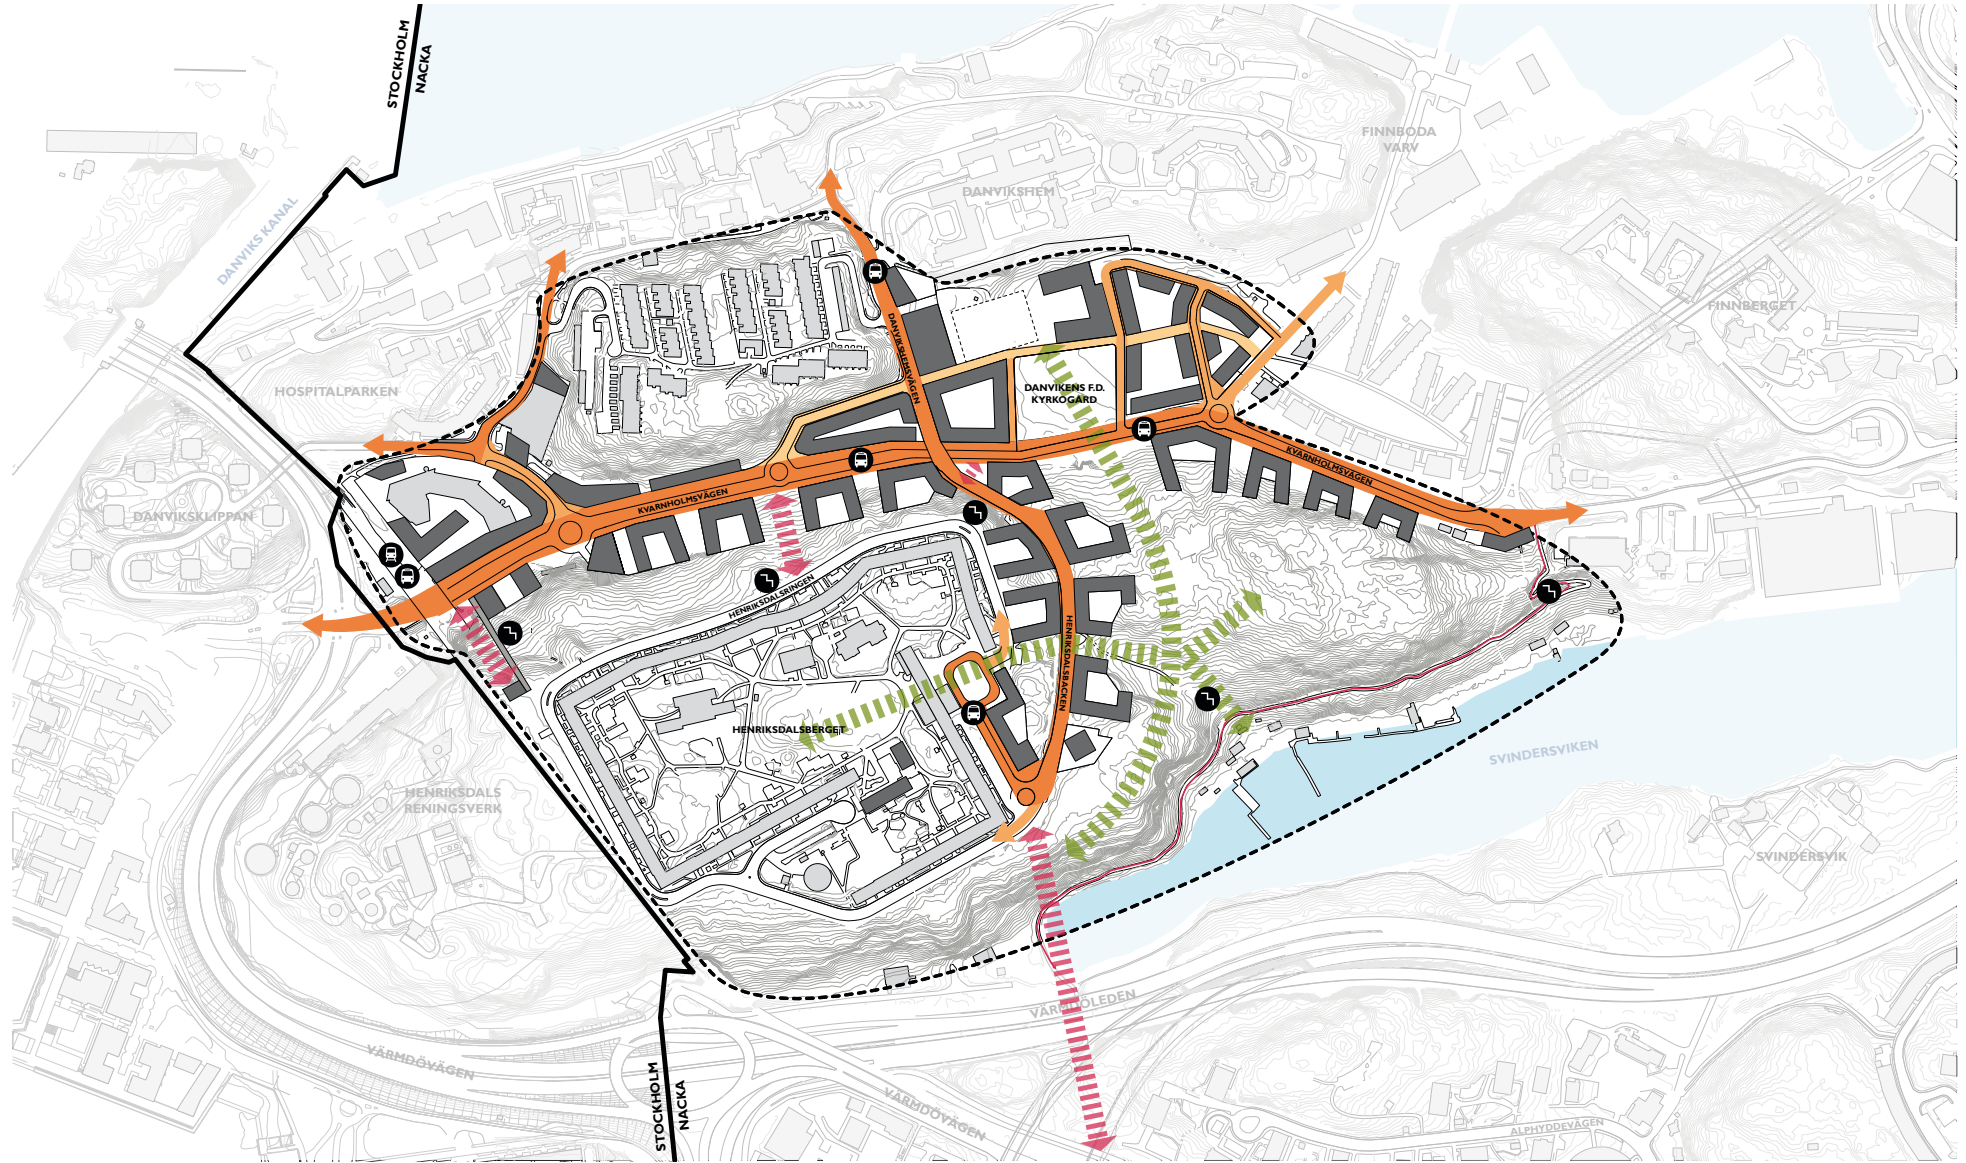 STOCKHOLM
NACKA
DANVIKS KANAL
FINNBODA
VARV
DANVIKSHEM
FINNBERGET
HOSPITALPARKEN
DANVIKSHEMSVÄGEN
DANVIKENS F.D.
KYRKOGÅRD
KVARNHOLMSVÄGEN
KVARNHOLMSVÄGEN
DANVIKSKLIPPAN
HENRIKSDALSRINGEN
HENRIKSDALSBACKEN
HENRIKSDALSBERGET
SVINDERSVIKEN
HENRIKSDALS
RENINGSVERK
SVINDERSVIK
VÄRMDÖLEDEN
VÄRMDÖVÄGEN
VÄRMDÖVÄGEN
ALPHYDDEVÄGEN
STOCKHOLM
NACKA